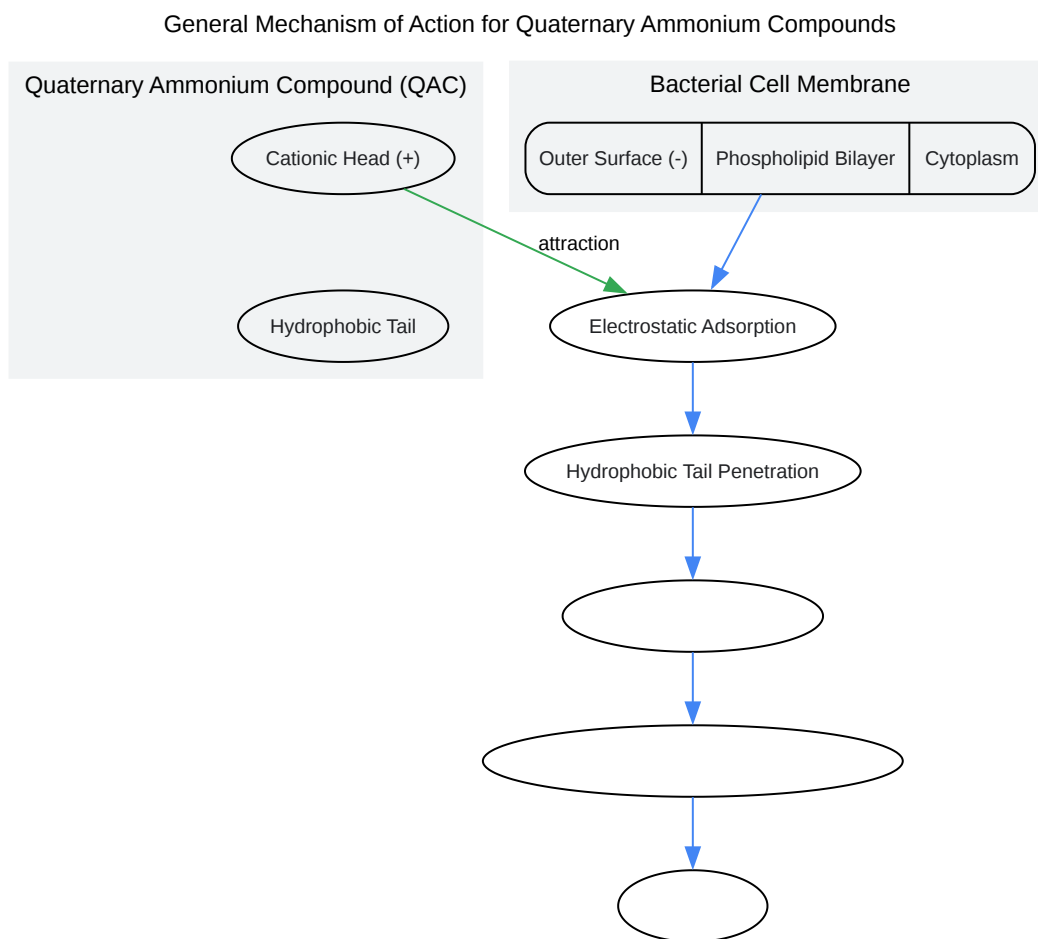 General Mechanism of Action for Quaternary Ammonium Compounds
Quaternary Ammonium Compound (QAC)
Cationic Head (+)
Hydrophobic Tail
Bacterial Cell Membrane
Outer Surface (-)
Phospholipid Bilayer
Cytoplasm
attraction
Electrostatic Adsorption
Hydrophobic Tail Penetration